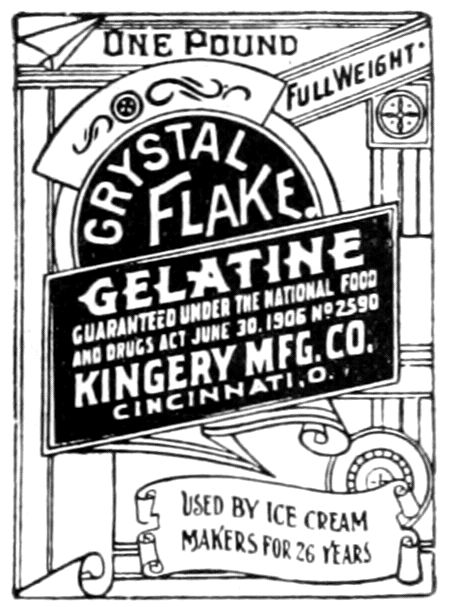 ONE POUND
FULL WEIGHT.
CRYSTAL
FLAKE.
GELATINE
GUARANTEED UNDER THE NATIONAL FOOD
AND DRUGS ACT JUNE 30, 1906 Nº 2590
KINGERY MFG. CO.
CINCINNATI, O.
USED BY ICE CREAM
MAKERS FOR 26 YEARS